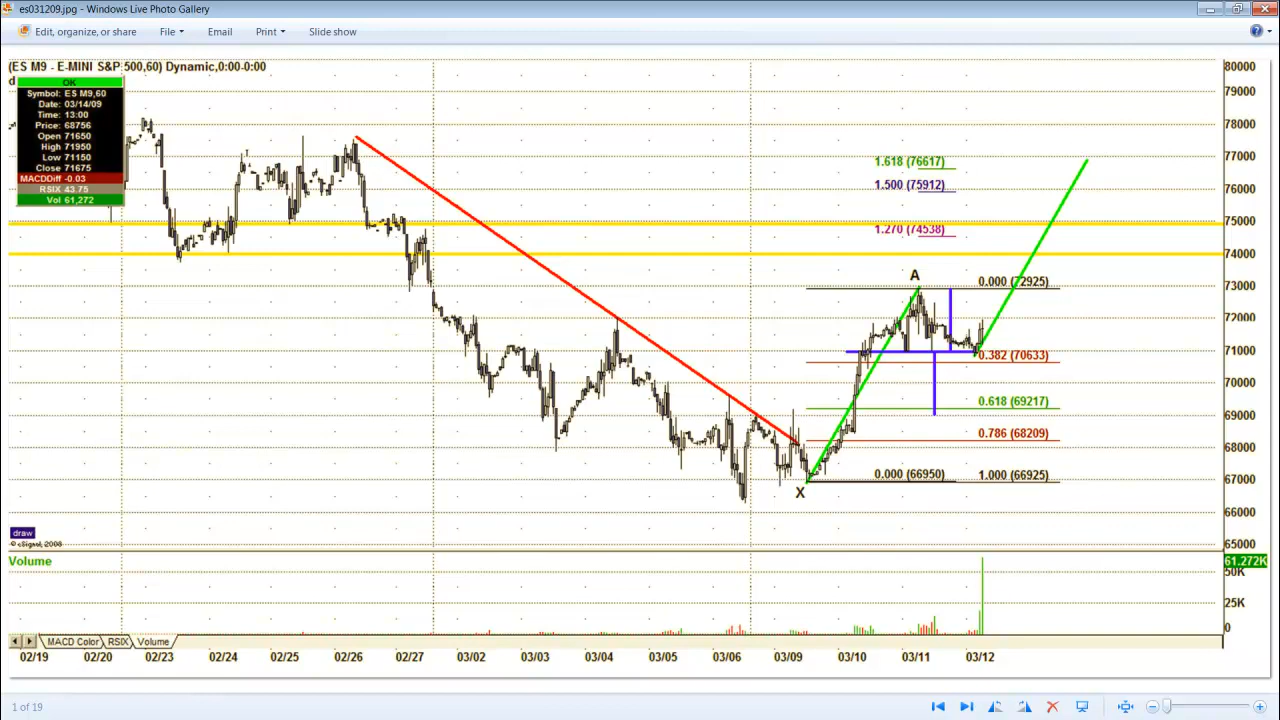 es031209.jpg - Windows Live Photo Gallery
Edit, organize, or share File Email Print Slide show
(ES M9 - E-MINI S&P 500,60) Dynamic,0:00-0:00
d
OK
Symbol: ES M9,60
Date: 03/14/09
Time: 13:00
Price: 68756
Open 71650
High 71950
Low 71150
Close 71675
MACDDiff -0.03
RSIX 43.75
Vol 61,272
80000
79000
78000
77000
76000
75000
74000
73000
72000
71000
70000
69000
68000
67000
66000
65000
1.618 (76617)
1.500 (75912)
1.270 (74538)
A
0.000 (72925)
0.382 (70633)
0.618 (69217)
0.786 (68209)
0.000 (66950) 1.000 (66925)
X
draw
© eSignal, 2008
Volume
61.272K
50K
25K
0
MACD Color RSIX Volume
02/19 02/20 02/23 02/24 02/25 02/26 02/27 03/02 03/03 03/04 03/05 03/06 03/09 03/10 03/11 03/12
1 of 19